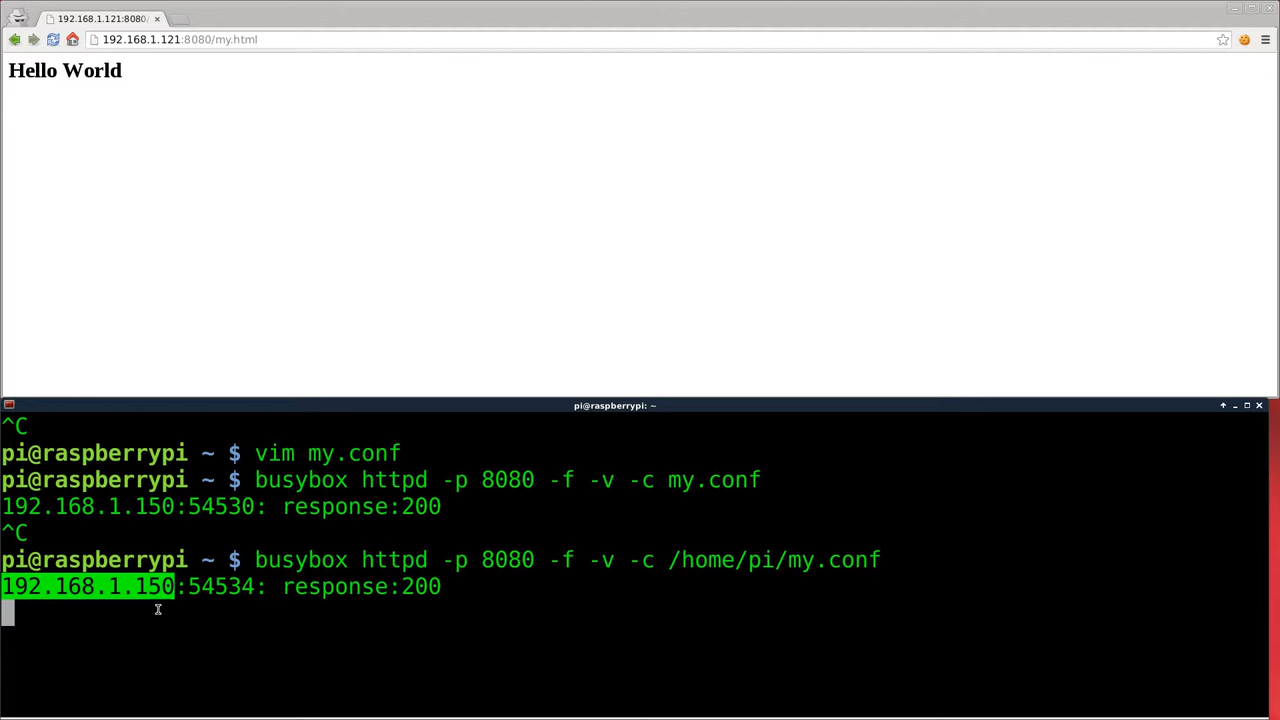 192.168.1.121:8080/
192.168.1.121:8080/my.html
Hello World
pi@raspberrypi: ~
^C
pi@raspberrypi ~ $ vim my.conf
pi@raspberrypi ~ $ busybox httpd -p 8080 -f -v -c my.conf
192.168.1.150:54530: response:200
^C
pi@raspberrypi ~ $ busybox httpd -p 8080 -f -v -c /home/pi/my.conf
192.168.1.150:54534: response:200